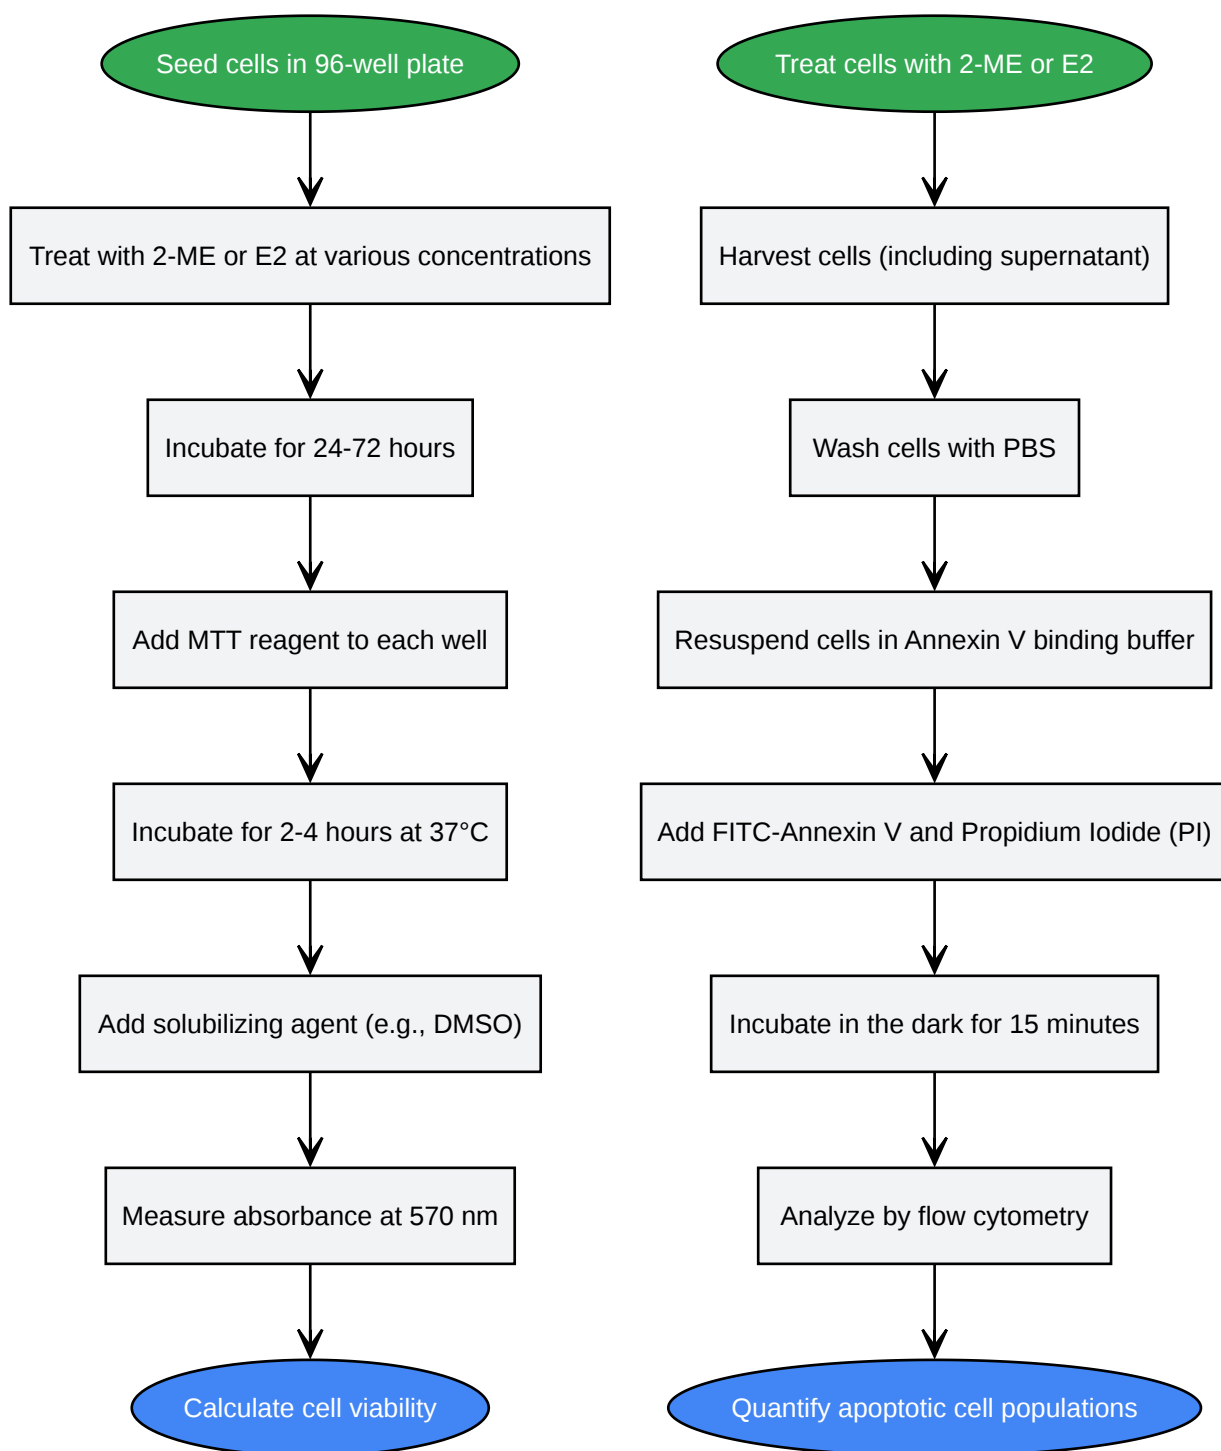 Seed cells in 96-well plate
Treat with 2-ME or E2 at various concentrations
Incubate for 24-72 hours
Add MTT reagent to each well
Incubate for 2-4 hours at 37°C
Add solubilizing agent (e.g., DMSO)
Measure absorbance at 570 nm
Calculate cell viability
Treat cells with 2-ME or E2
Harvest cells (including supernatant)
Wash cells with PBS
Resuspend cells in Annexin V binding buffer
Add FITC-Annexin V and Propidium Iodide (PI)
Incubate in the dark for 15 minutes
Analyze by flow cytometry
Quantify apoptotic cell populations